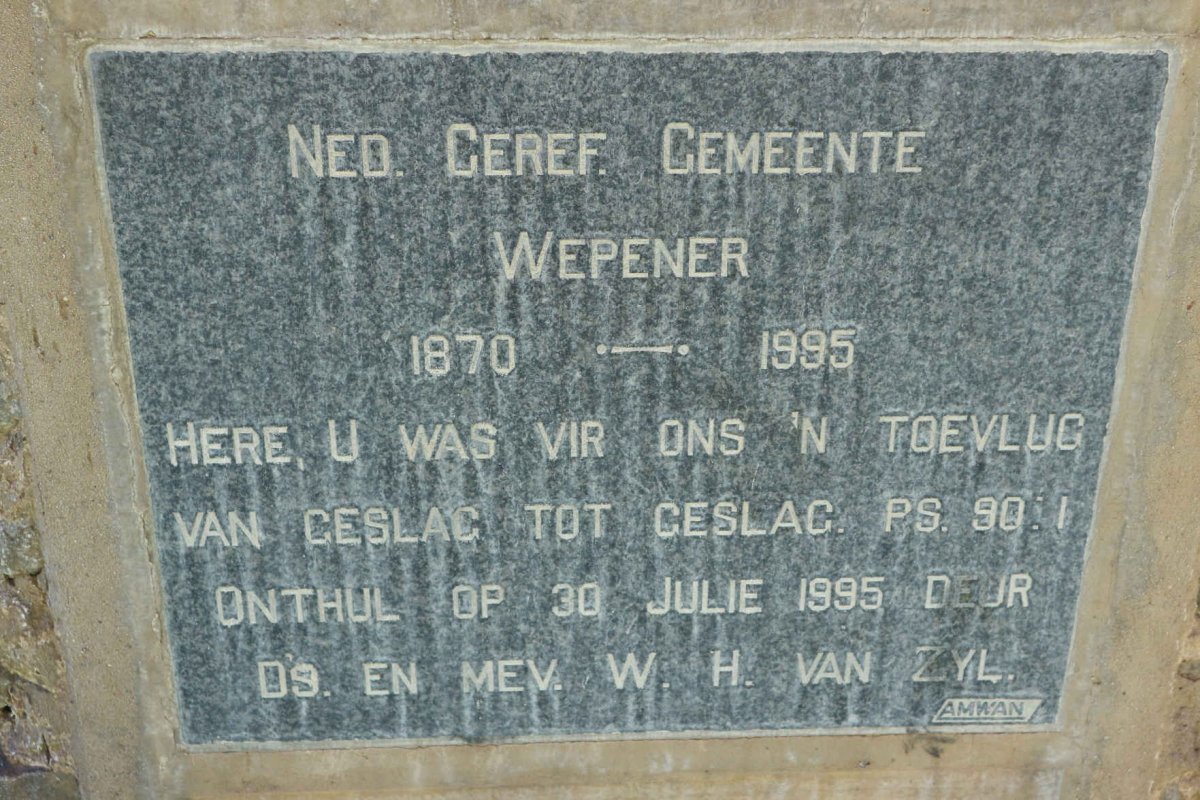 NED. GEREF. GEMEENTE
WEPENER
1870 •—• 1995
HERE, U WAS VIR ONS 'N TOEVLUG
VAN GESLAG TOT GESLAG. PS. 90:1
ONTHUL OP 30 JULIE 1995 DEUR
D's. EN MEV. W. H. VAN ZYL.
AMWAN